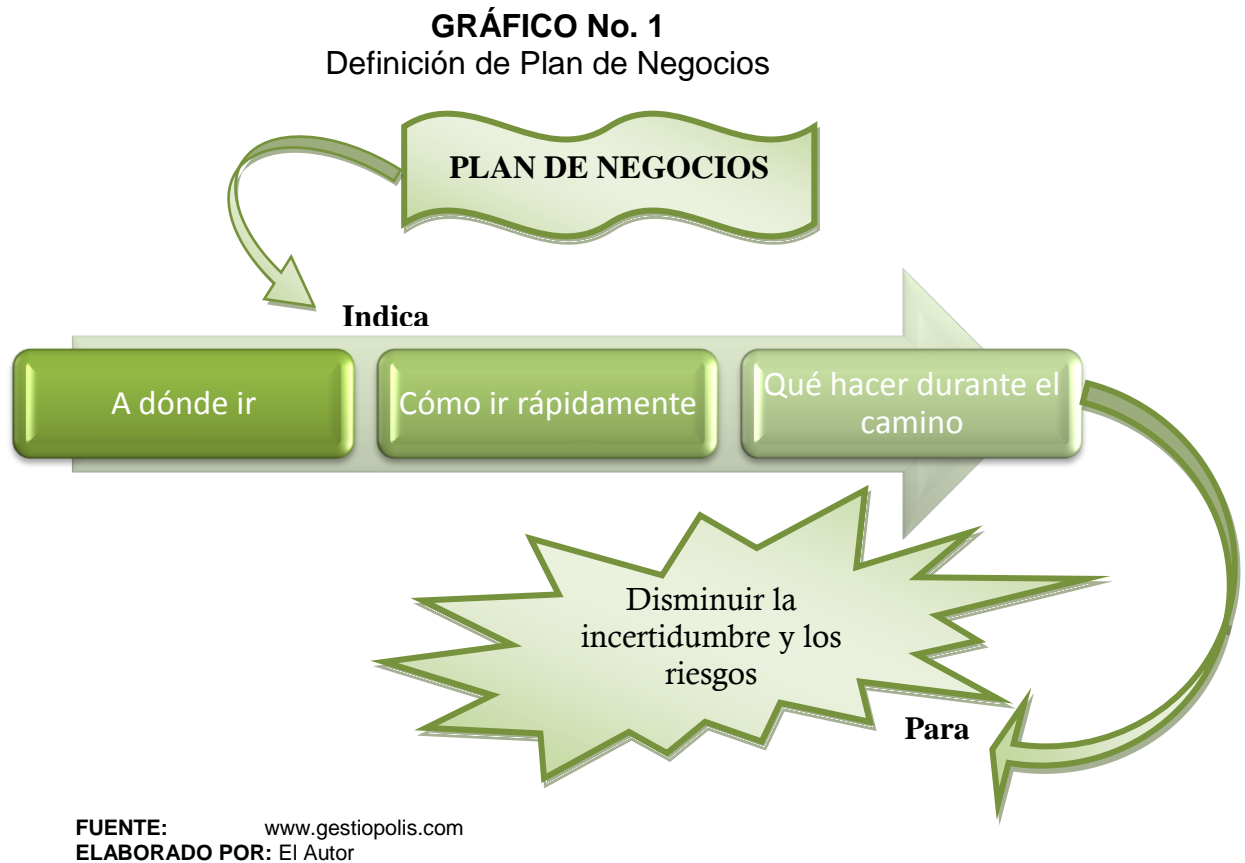 GRÁFICO No. 1
Definición de Plan de Negocios
PLAN DE NEGOCIOS
Indica
A dónde ir
Cómo ir rápidamente
Qué hacer durante el
camino
Disminuir la
incertidumbre y los
riesgos
Para
FUENTE: www.gestiopolis.com
ELABORADO POR: El Autor